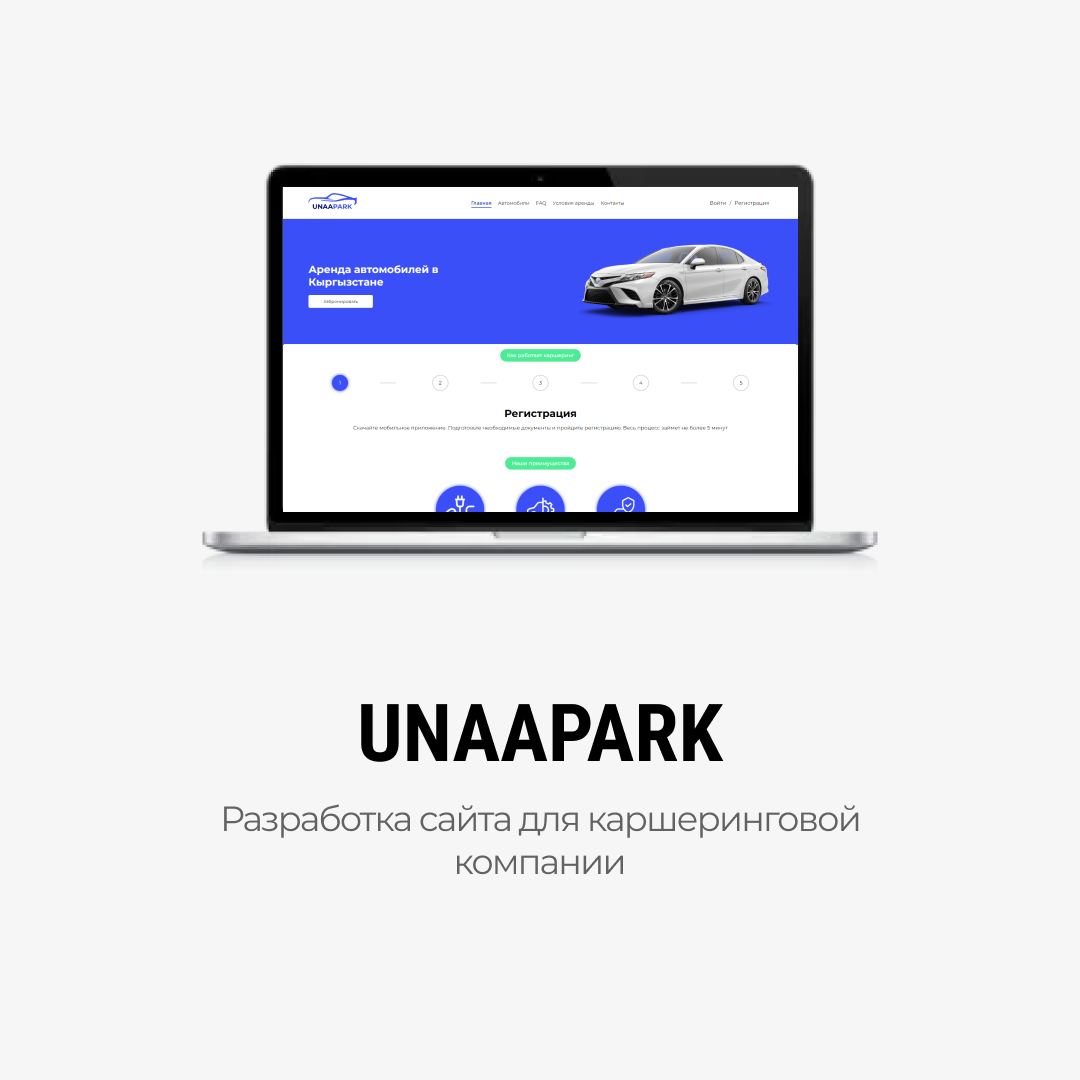 UNAAPARK
Главная Автомобили FAQ Условия аренды Контакты
Войти / Регистрация
Аренда автомобилей в
Кыргызстане
Забронировать
Как работает каршеринг
1 2 3 4 5
Регистрация
Скачайте мобильное приложение. Подготовьте необходимые документы и пройдите регистрацию. Весь процесс займет не более 5 минут
Наши преимущества
UNAAPARK
Разработка сайта для каршеринговой
компании